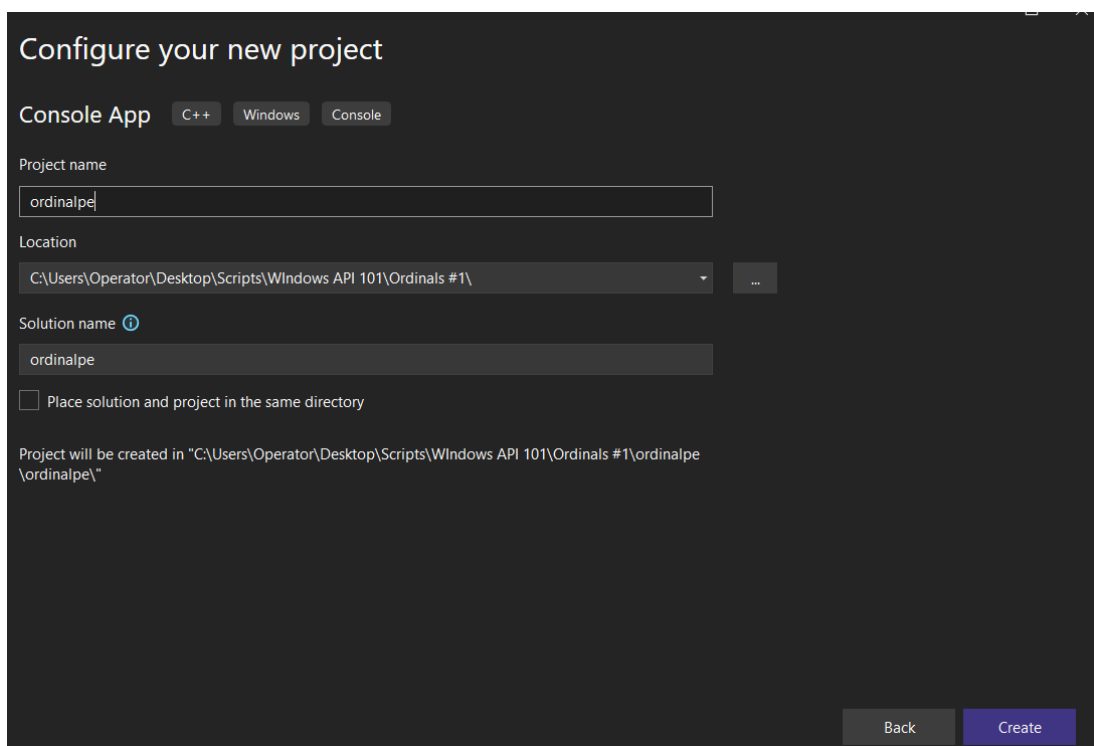 Configure your new project
Console App C++ Windows Console
Project name
ordinalpe
Location
C:\Users\Operator\Desktop\Scripts\WIndows API 101\Ordinals #1\
...
Solution name
ordinalpe
Place solution and project in the same directory
Project will be created in "C:\Users\Operator\Desktop\Scripts\WIndows API 101\Ordinals #1\ordinalpe
\ordinalpe\"
Back Create